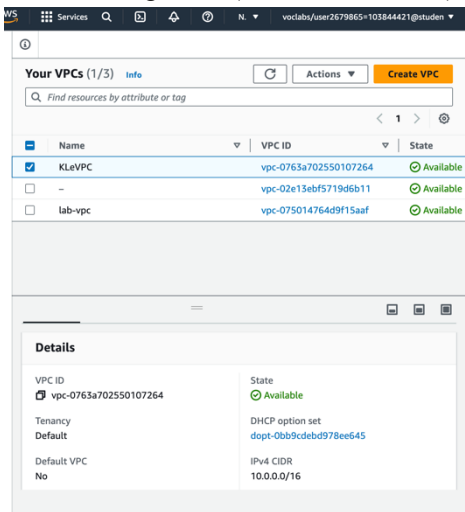 WS Services N. ▼ voclabs/user2679865=103844421@studen ▼
Your VPCs (1/3) Info Actions ▼ Create VPC
Find resources by attribute or tag
< 1 >
Name VPC ID State
KLeVPC vpc-0763a702550107264 Available
– vpc-02e13ebf5719d6b11 Available
lab-vpc vpc-075014764d9f15aaf Available
Details
VPC ID State
vpc-0763a702550107264 Available
Tenancy DHCP option set
Default dopt-0bb9cdebd978ee645
Default VPC IPv4 CIDR
No 10.0.0.0/16